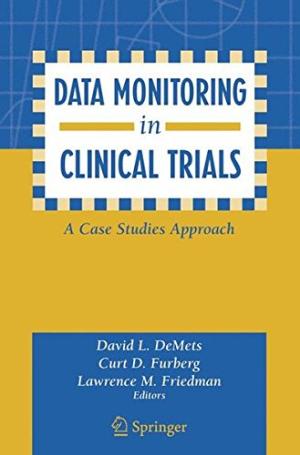 DATA MONITORING
in
CLINICAL TRIALS
A Case Studies Approach
David L. DeMets
Curt D. Furberg
Lawrence M. Friedman
Editors
Springer